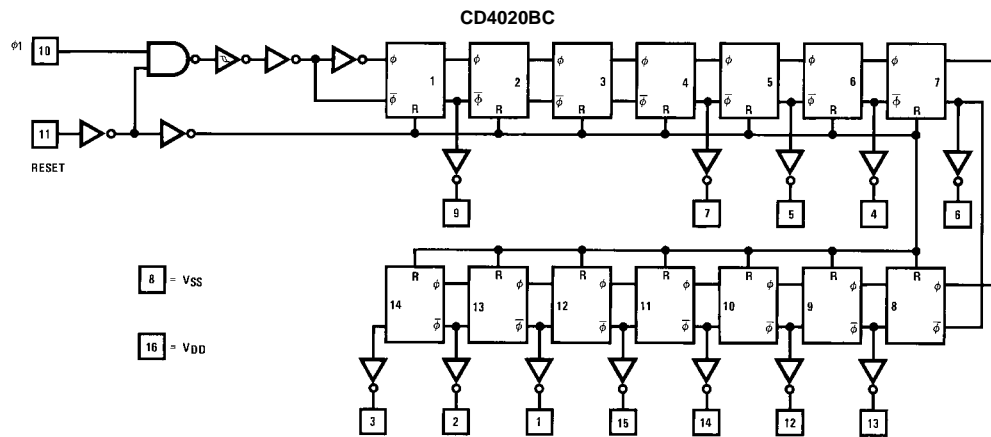 CD4020BC
ϕ1 10
ϕ ϕ ϕ ϕ ϕ ϕ ϕ
1 2 3 4 5 6 7
ϕ̅ ϕ̅ ϕ̅ ϕ̅ ϕ̅ ϕ̅ ϕ̅
R R R R R R R
11
RESET
9 7 5 4 6
R R R R R R R
8 = VSS
ϕ ϕ ϕ ϕ ϕ ϕ ϕ
14 13 12 11 10 9 8
ϕ̅ ϕ̅ ϕ̅ ϕ̅ ϕ̅ ϕ̅ ϕ̅
16 = VDD
3 2 1 15 14 12 13